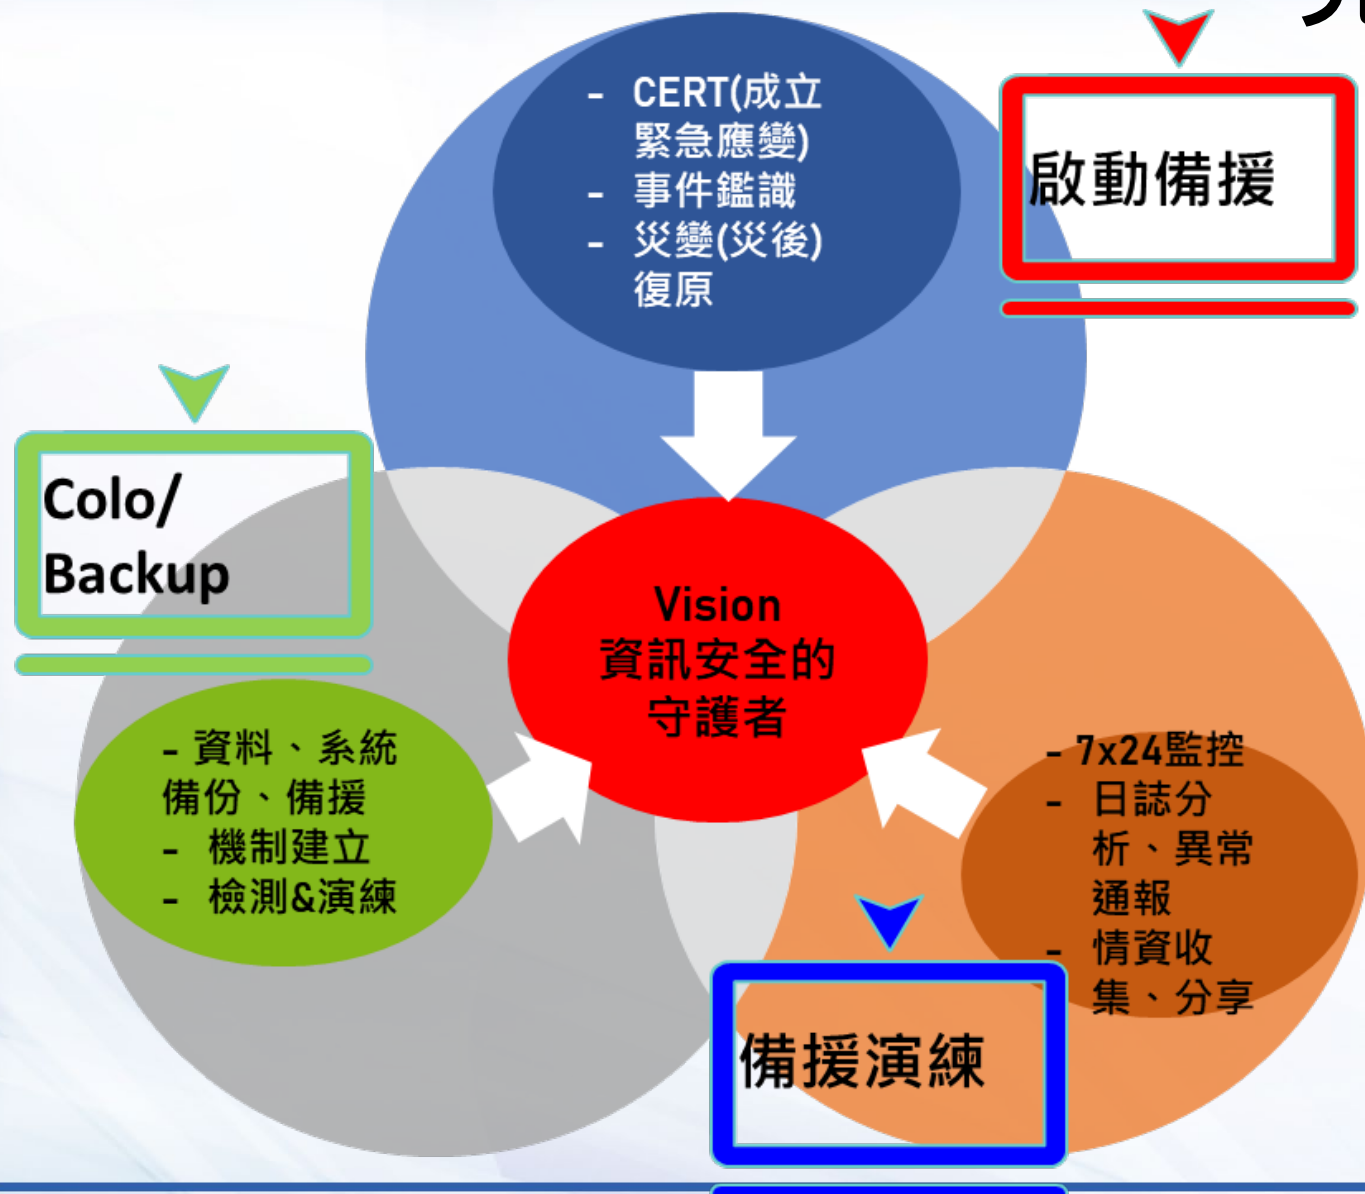 - CERT(成立
緊急應變)
- 事件鑑識
- 災變(災後)
復原
啟動備援
Colo/
Backup
Vision
資訊安全的
守護者
- 資料、系統
備份、備援
- 機制建立
- 檢測&演練
- 7x24監控
- 日誌分
析、異常
通報
- 情資收
集、分享
備援演練